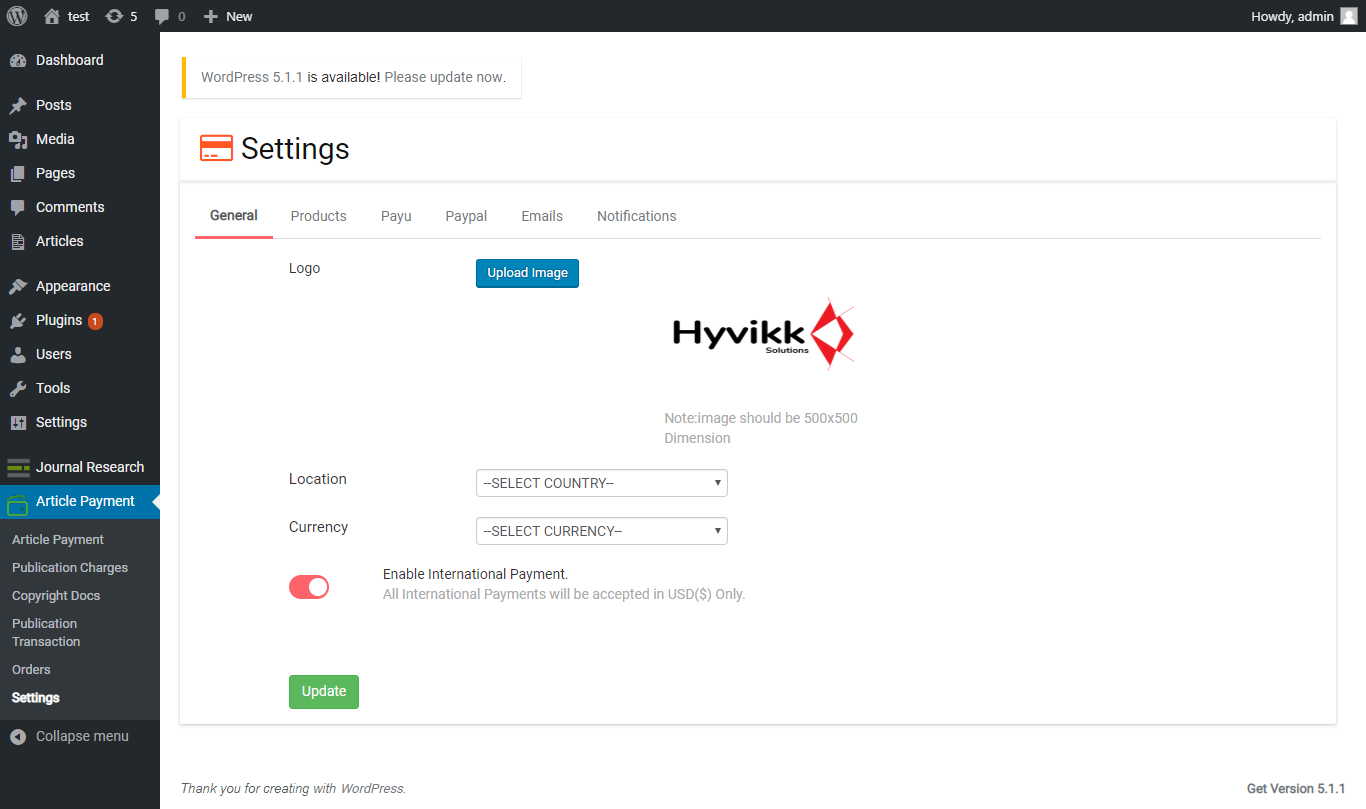 test 5 0 New Howdy, admin
Dashboard
Posts
Media
Pages
Comments
Articles
Appearance
Plugins 1
Users
Tools
Settings
Journal Research
Article Payment
Article Payment
Publication Charges
Copyright Docs
Publication
Transaction
Orders
Settings
Collapse menu
WordPress 5.1.1 is available! Please update now.
Settings
General Products Payu Paypal Emails Notifications
Logo Upload Image
Hyvikk
Solutions
Note:image should be 500x500
Dimension
Location --SELECT COUNTRY--
Currency --SELECT CURRENCY--
Enable International Payment.
All International Payments will be accepted in USD($) Only.
Update
Thank you for creating with WordPress. Get Version 5.1.1